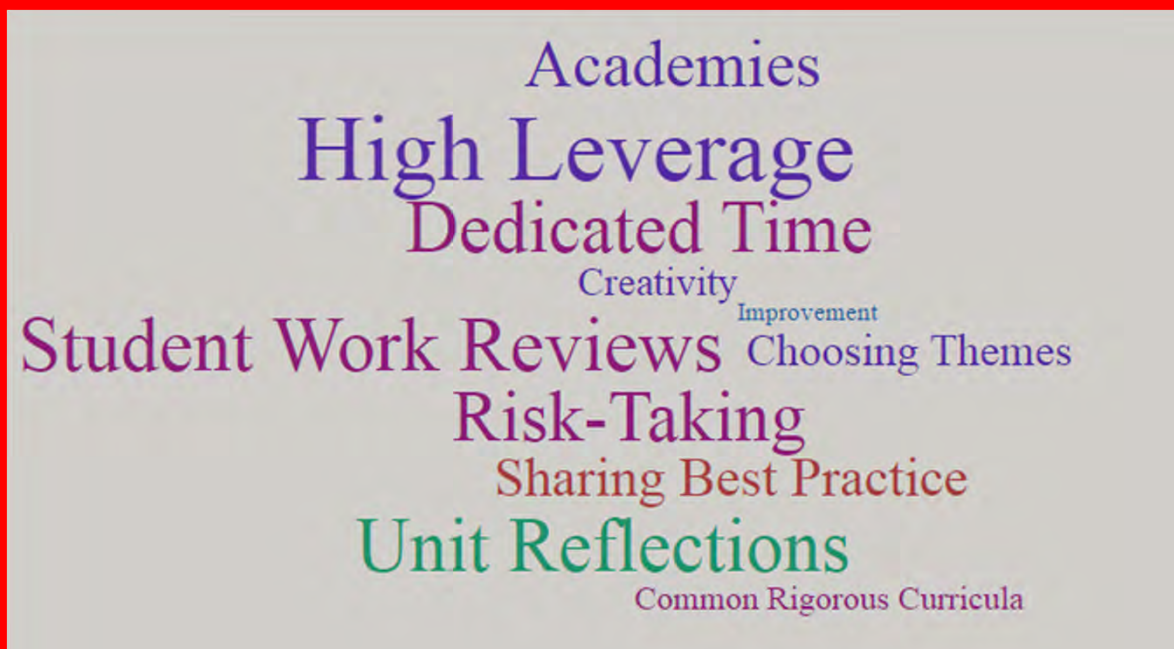 Academies
High Leverage
Dedicated Time
Creativity
Improvement
Student Work Reviews
Choosing Themes
Risk-Taking
Sharing Best Practice
Unit Reflections
Common Rigorous Curricula